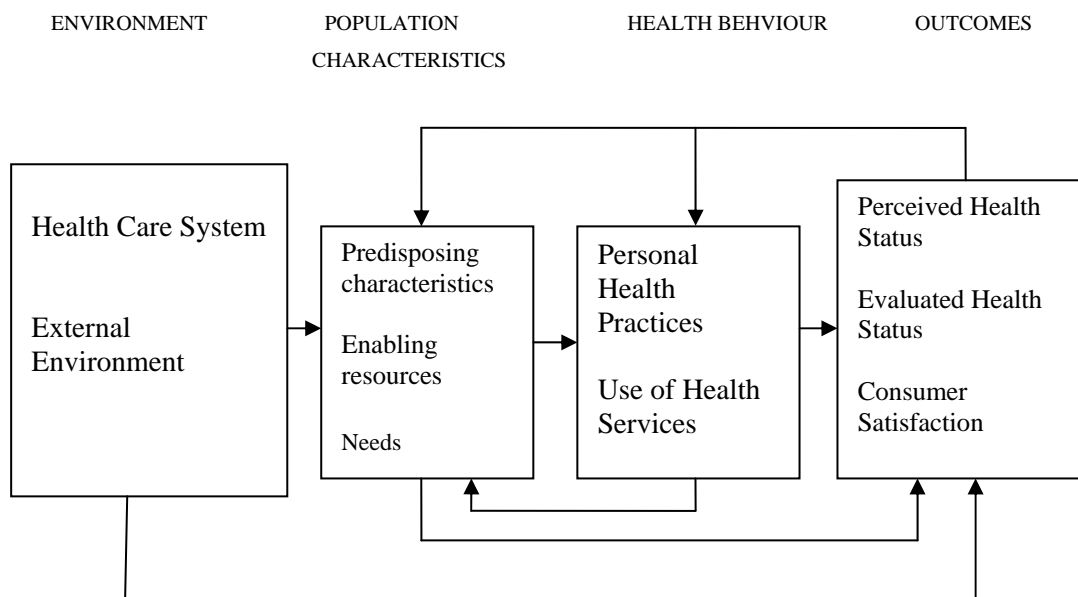 ENVIRONMENT
POPULATION
CHARACTERISTICS
HEALTH BEHVIOUR
OUTCOMES
Health Care System
External
Environment
Predisposing
characteristics
Enabling
resources
Needs
Personal
Health
Practices
Use of Health
Services
Perceived Health
Status
Evaluated Health
Status
Consumer
Satisfaction